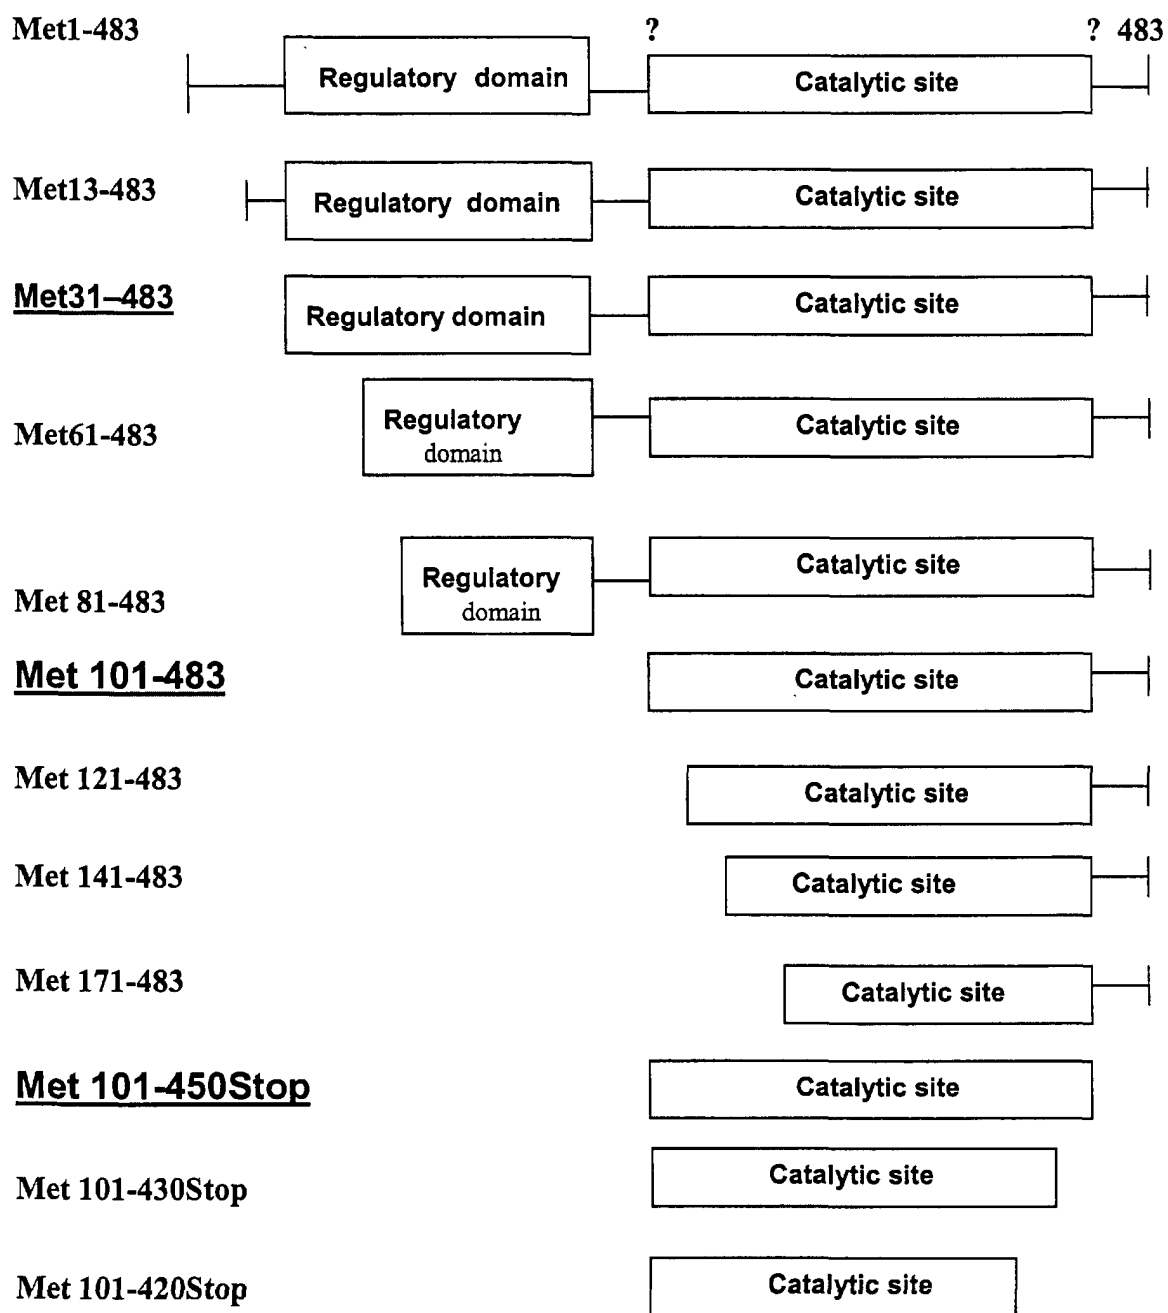 Met1-483 ? ? 483
Regulatory domain Catalytic site
Met13-483 Regulatory domain Catalytic site
Met31–483 Regulatory domain Catalytic site
Met61-483 Regulatory Catalytic site
domain
Met 81-483 Regulatory Catalytic site
domain
Met 101-483 Catalytic site
Met 121-483 Catalytic site
Met 141-483 Catalytic site
Met 171-483 Catalytic site
Met 101-450Stop Catalytic site
Met 101-430Stop Catalytic site
Met 101-420Stop Catalytic site